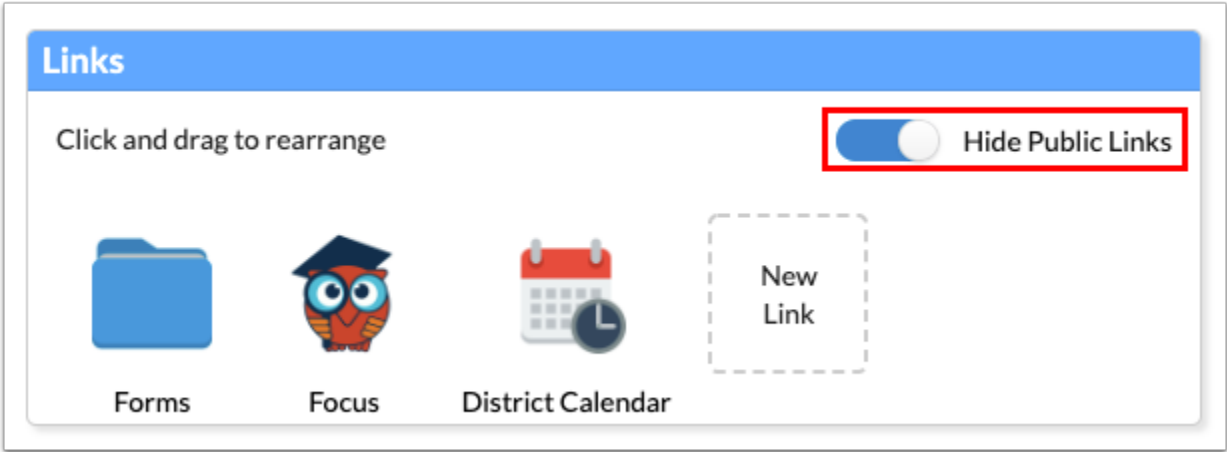 Links
Click and drag to rearrange
Hide Public Links
New
Link
Forms
Focus
District Calendar